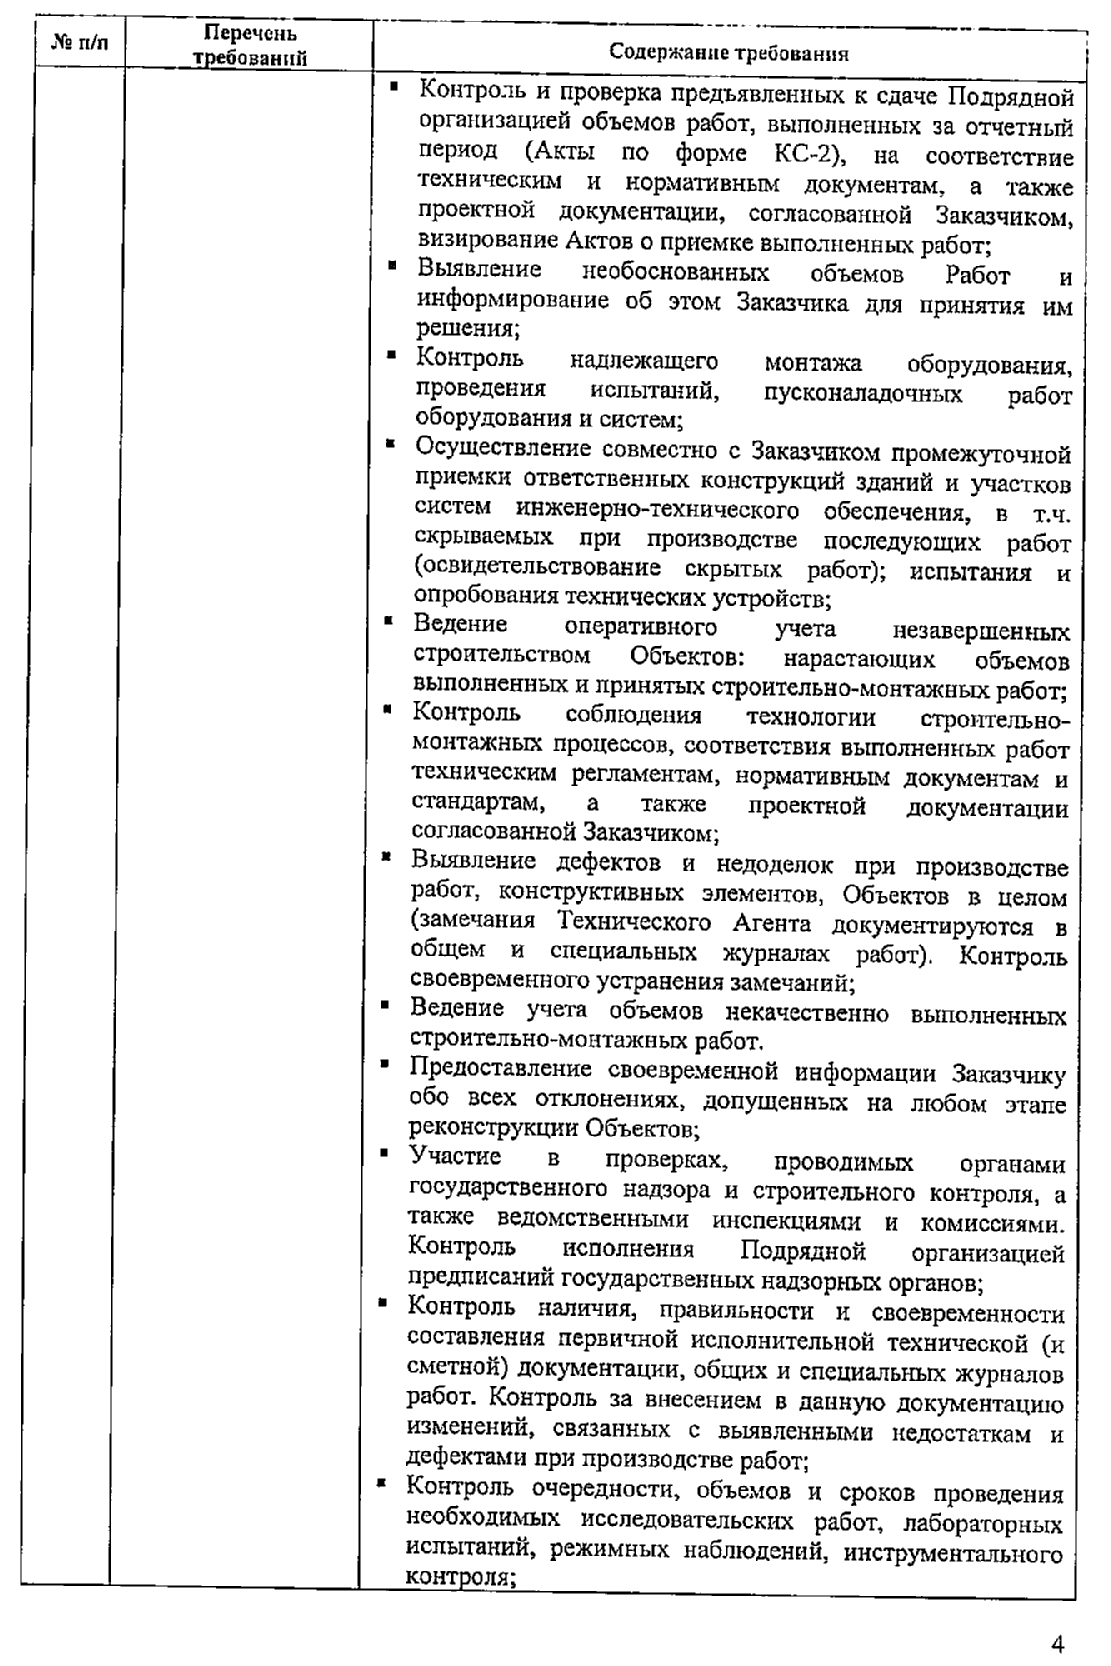 № п/п
Перечень
требований
Содержание требования
▪ Контроль и проверка предъявленных к сдаче Подрядной
организацией объемов работ, выполненных за отчетный
период (Акты по форме КС-2), на соответствие
техническим и нормативным документам, а также
проектной документации, согласованной Заказчиком,
визирование Актов о приемке выполненных работ;
▪ Выявление необоснованных объемов Работ и
информирование об этом Заказчика для принятия им
решения;
▪ Контроль надлежащего монтажа оборудования,
проведения испытаний, пусконаладочных работ
оборудования и систем;
▪ Осуществление совместно с Заказчиком промежуточной
приемки ответственных конструкций зданий и участков
систем инженерно-технического обеспечения, в т.ч.
скрываемых при производстве последующих работ
(освидетельствование скрытых работ); испытания и
опробования технических устройств;
▪ Ведение оперативного учета незавершенных
строительством Объектов: нарастающих объемов
выполненных и принятых строительно-монтажных работ;
▪ Контроль соблюдения технологии строительно-
монтажных процессов, соответствия выполненных работ
техническим регламентам, нормативным документам и
стандартам, а также проектной документации
согласованной Заказчиком;
▪ Выявление дефектов и недоделок при производстве
работ, конструктивных элементов, Объектов в целом
(замечания Технического Агента документируются в
общем и специальных журналах работ). Контроль
своевременного устранения замечаний;
▪ Ведение учета объемов некачественно выполненных
строительно-монтажных работ.
▪ Предоставление своевременной информации Заказчику
обо всех отклонениях, допущенных на любом этапе
реконструкции Объектов;
▪ Участие в проверках, проводимых органами
государственного надзора и строительного контроля, а
также ведомственными инспекциями и комиссиями.
Контроль исполнения Подрядной организацией
предписаний государственных надзорных органов;
▪ Контроль наличия, правильности и своевременности
составления первичной исполнительной технической (и
сметной) документации, общих и специальных журналов
работ. Контроль за внесением в данную документацию
изменений, связанных с выявленными недостаткам и
дефектами при производстве работ;
▪ Контроль очередности, объемов и сроков проведения
необходимых исследовательских работ, лабораторных
испытаний, режимных наблюдений, инструментального
контроля;
4